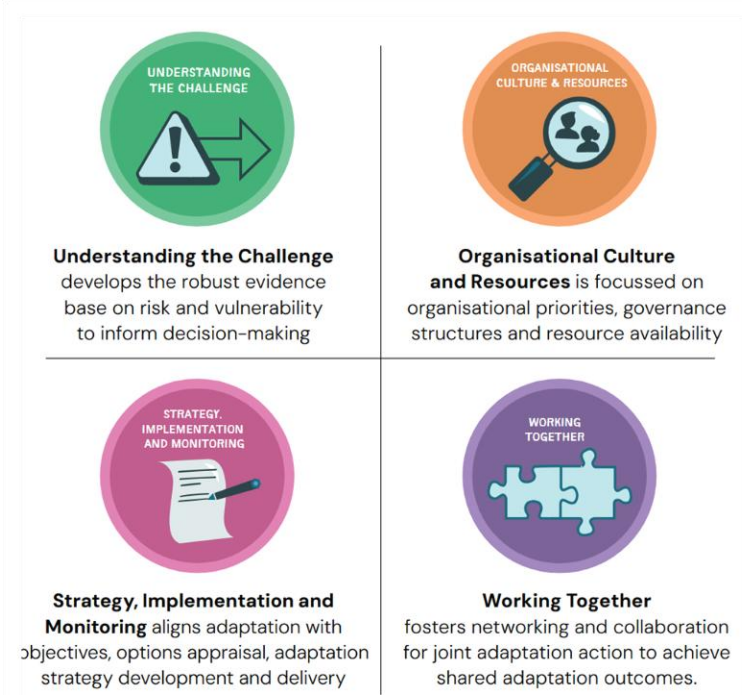 UNDERSTANDING
THE CHALLENGE
Understanding the Challenge
develops the robust evidence
base on risk and vulnerability
to inform decision-making
ORGANISATIONAL
CULTURE & RESOURCES
Organisational Culture
and Resources is focussed on
organisational priorities, governance
structures and resource availability
STRATEGY,
IMPLEMENTATION
AND MONITORING
Strategy, Implementation and
Monitoring aligns adaptation with
objectives, options appraisal, adaptation
strategy development and delivery
WORKING
TOGETHER
Working Together
fosters networking and collaboration
for joint adaptation action to achieve
shared adaptation outcomes.